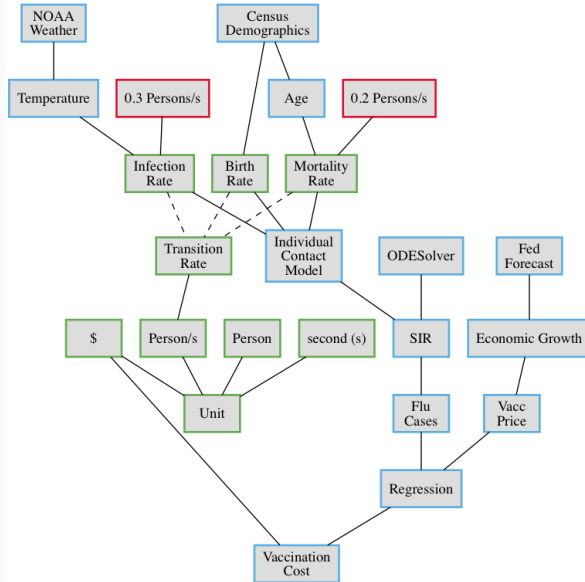 NOAA
Weather
Census
Demographics
Temperature
0.3 Persons/s
Age
0.2 Persons/s
Infection
Rate
Birth
Rate
Mortality
Rate
Transition
Rate
Individual
Contact
Model
ODESolver
Fed
Forecast
$
Person/s
Person
second (s)
SIR
Economic Growth
Unit
Flu
Cases
Vacc
Price
Regression
Vaccination
Cost